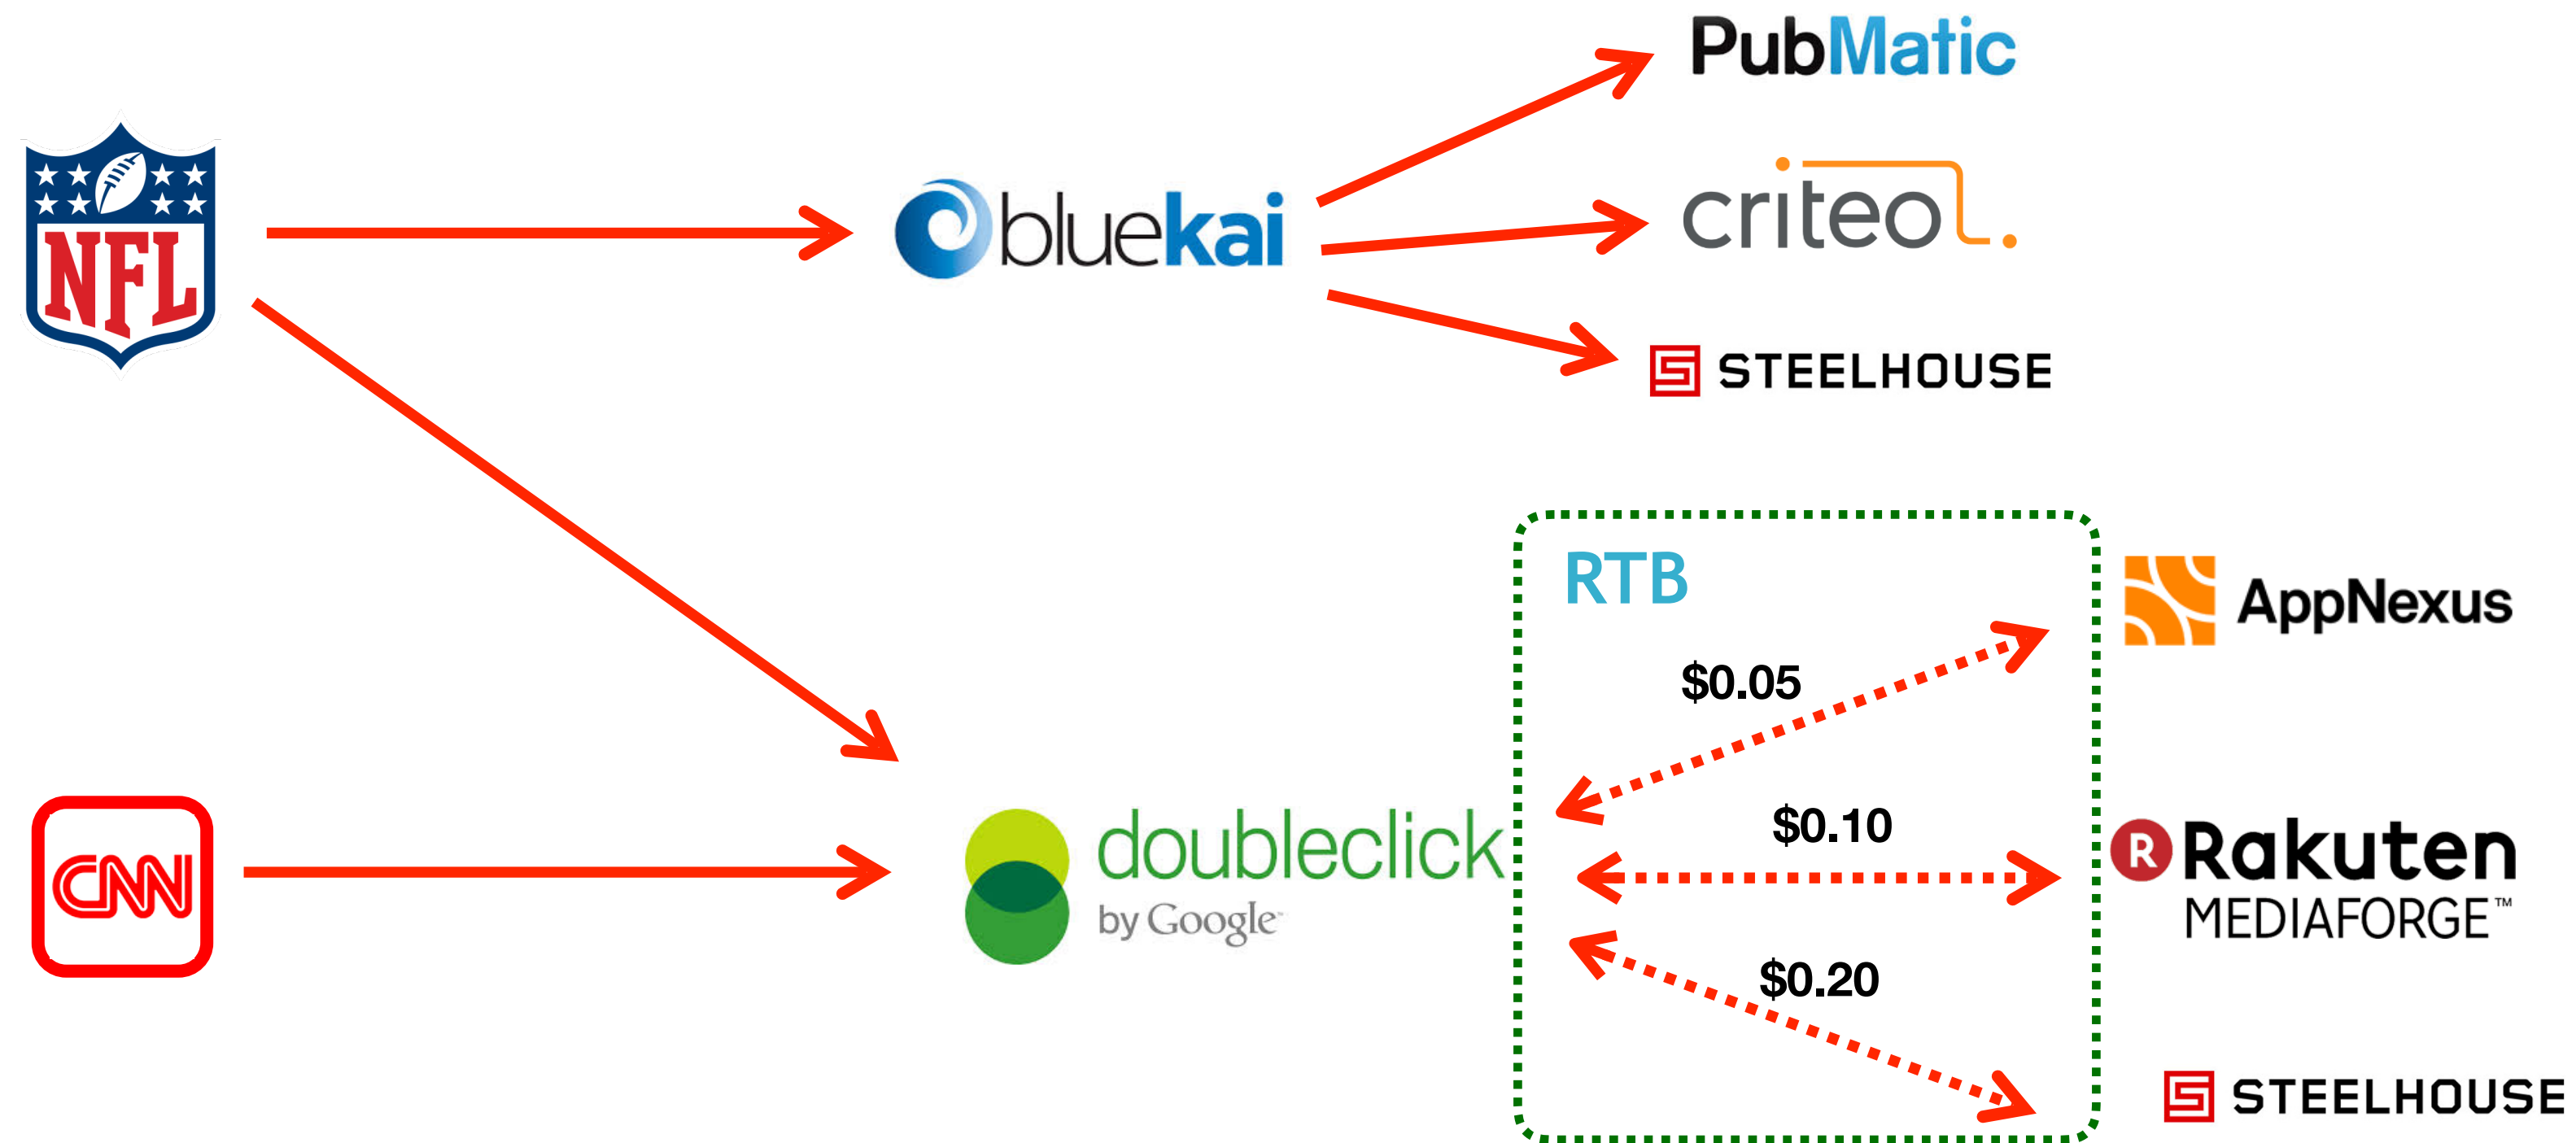 PubMatic
NFL
bluekai
criteo
STEELHOUSE
RTB
AppNexus
$0.05
$0.10
CNN
doubleclick
by Google
Rakuten
R
MEDIAFORGE™
$0.20
STEELHOUSE